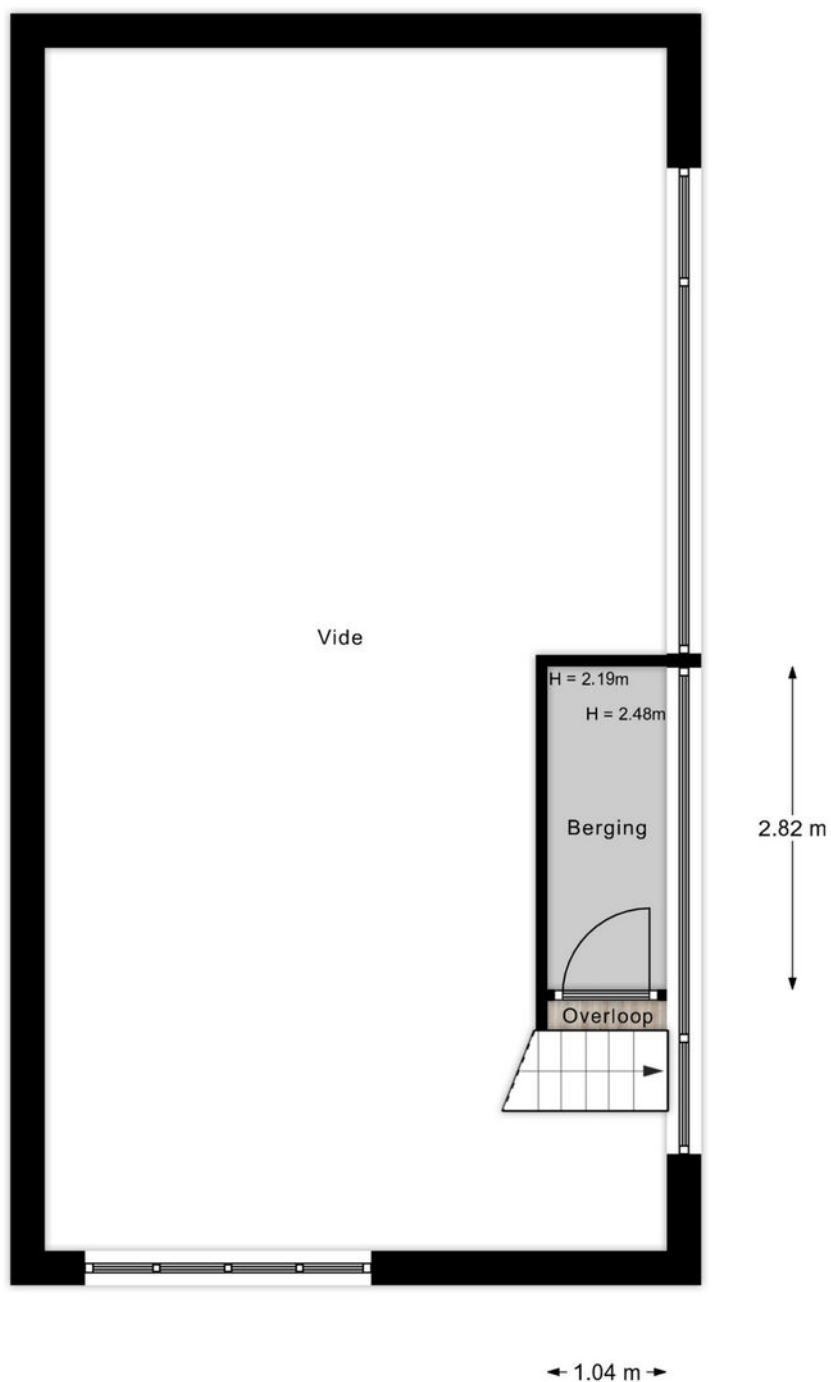 Vide
H = 2.19m
H = 2.48m
Berging
2.82 m
Overloop
1.04 m